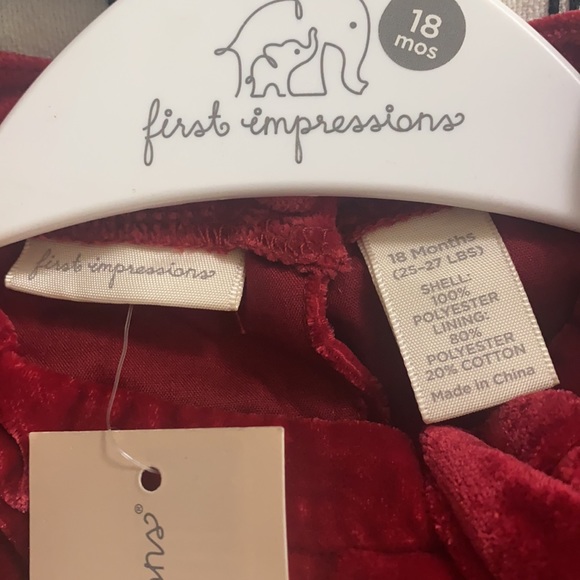 18
mos
first impressions
first impressions
18 Months
(25-27 LBS)
SHELL:
100%
POLYESTER
LINING:
80%
POLYESTER
20% COTTON
Made in China
ns®